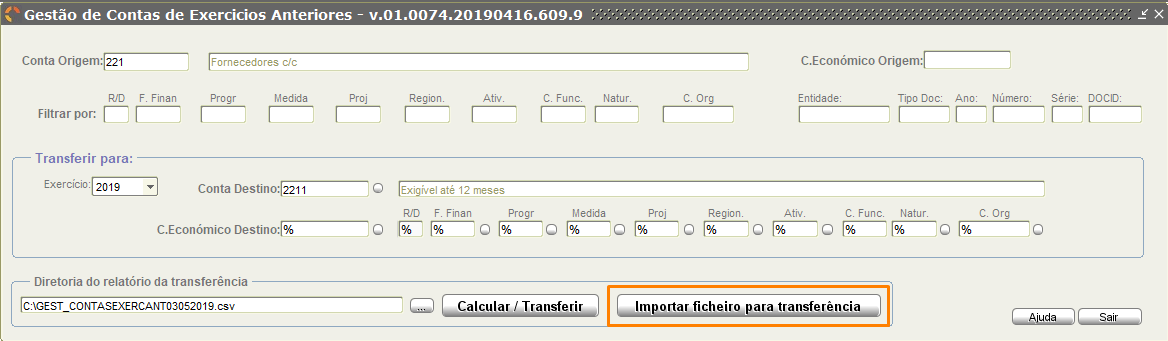 Gestão de Contas de Exercicios Anteriores - v.01.0074.20190416.609.9
Conta Origem: 221 Fornecedores c/c C.Económico Origem:
R/D F. Finan Progr Medida Proj Region. Ativ. C. Func. Natur. C. Org Entidade: Tipo Doc: Ano: Número: Série: DOCID:
Filtrar por:
Transferir para:
Exercício: 2019 Conta Destino: 2211 Exigível até 12 meses
R/D F. Finan Progr Medida Proj Region. Ativ. C. Func. Natur. C. Org
C.Económico Destino: % % % % % % % % % % %
Diretoria do relatório da transferência
C:\GEST_CONTASEXERCANT03052019.csv ... Calcular / Transferir Importar ficheiro para transferência
Ajuda Sair